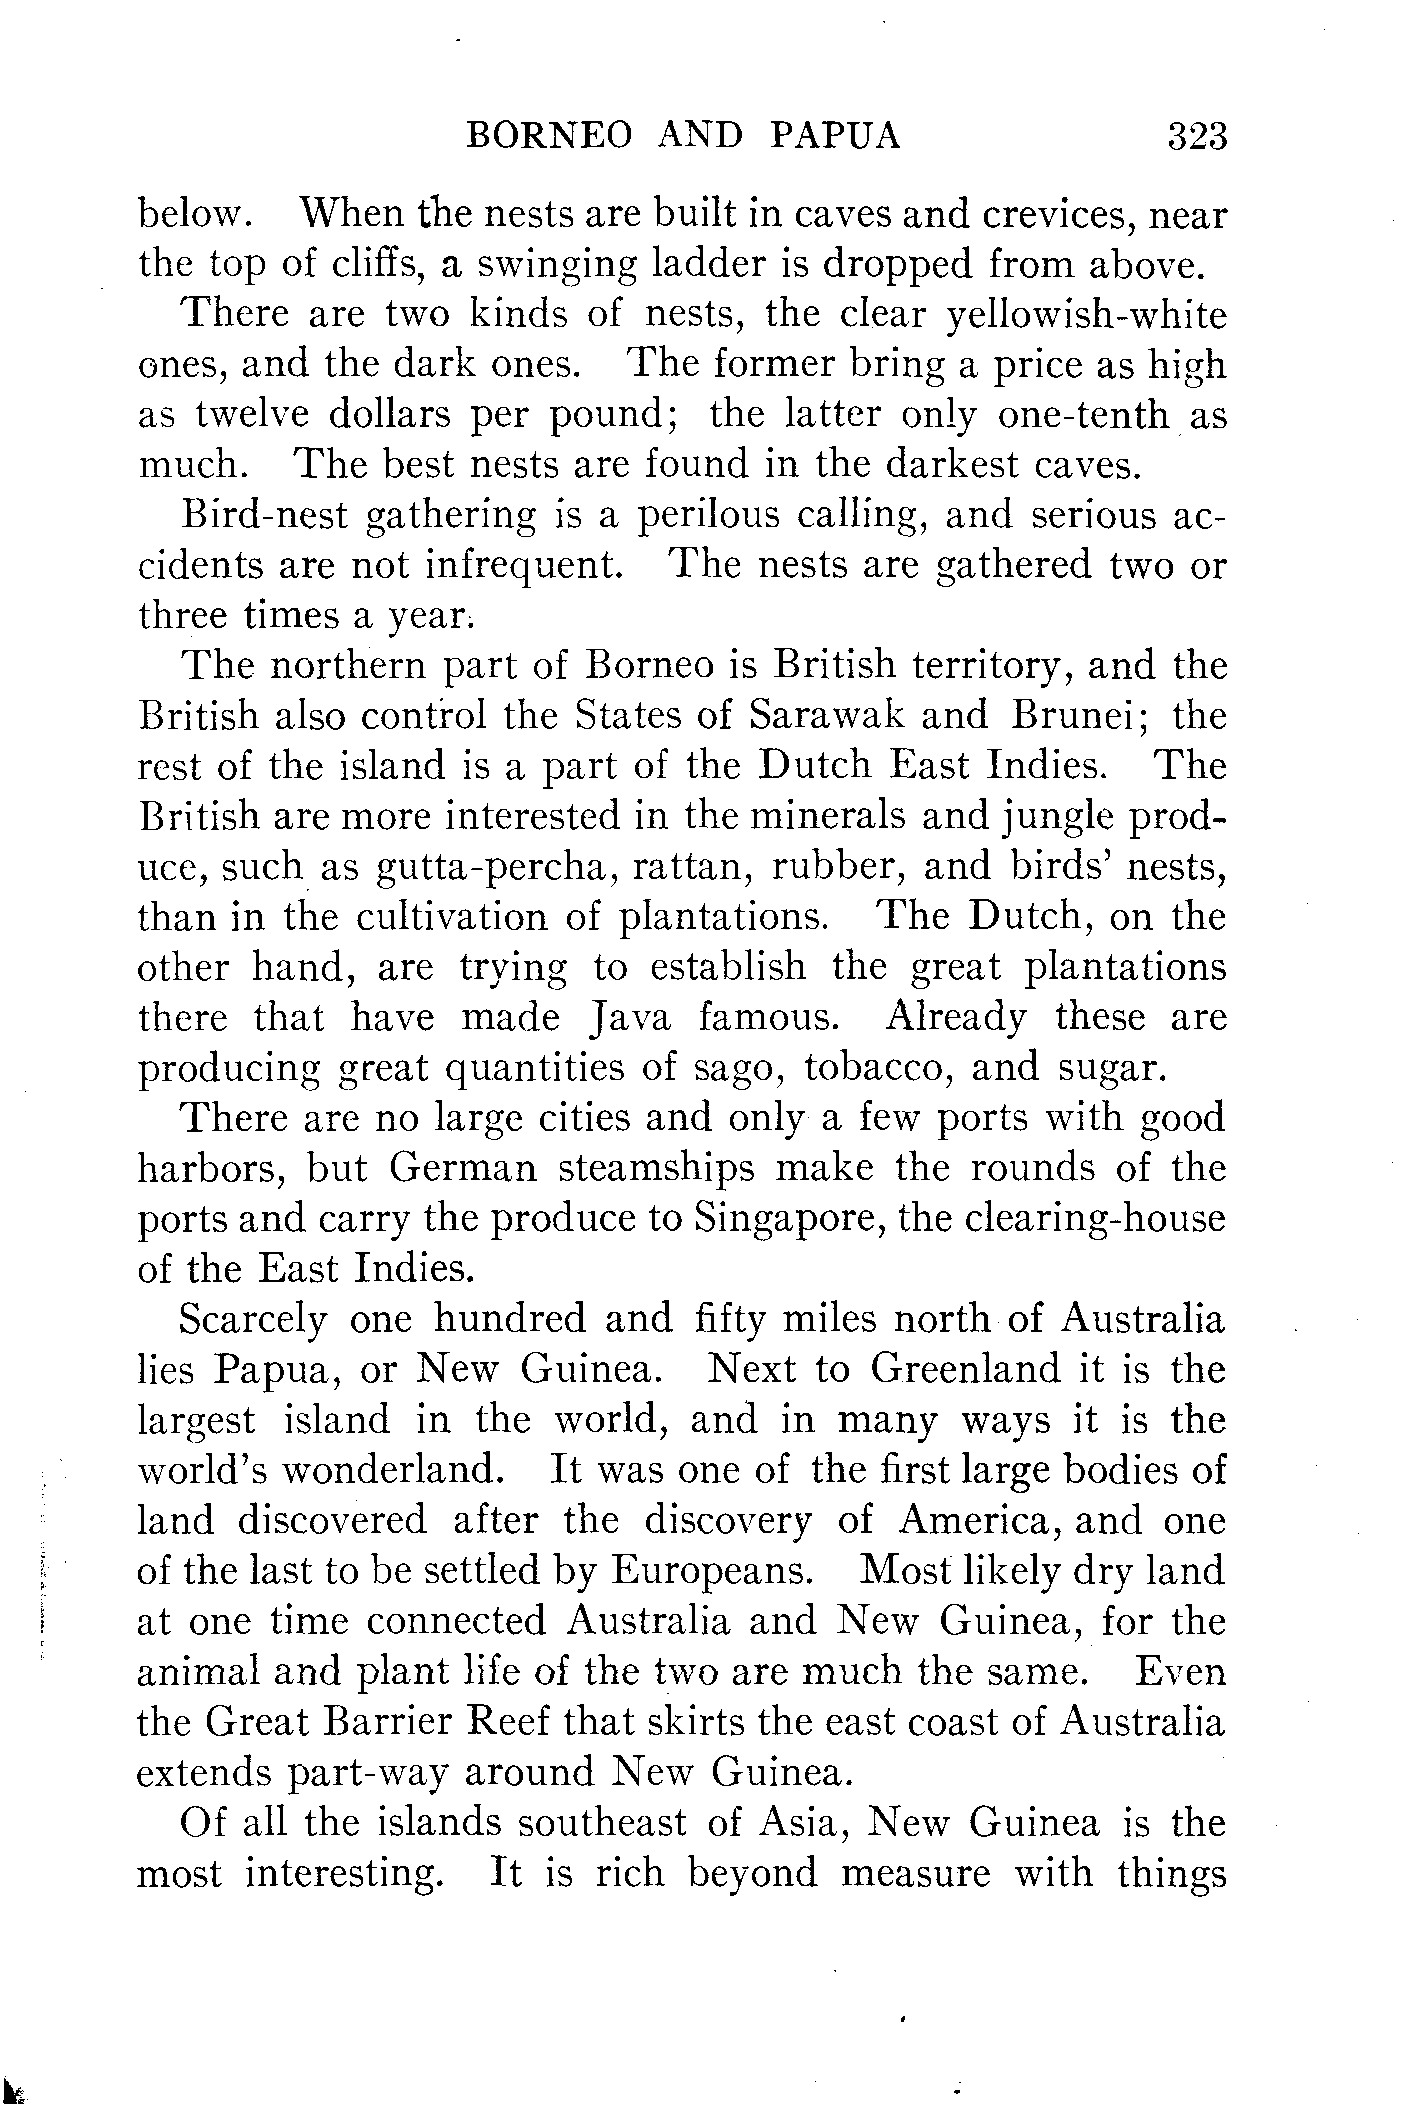 BORNEO AND PAPUA 323
below. When the nests are built in caves and crevices, near
the top of cliffs, a swinging ladder is dropped from above.
There are two kinds of nests, the clear yellowish-white
ones, and the dark ones. The former bring a price as high
as twelve dollars per pound; the latter only one-tenth as
much. The best nests are found in the darkest caves.
Bird-nest gathering is a perilous calling, and serious ac-
cidents are not infrequent. The nests are gathered two or
three times a year.
The northern part of Borneo is British territory, and the
British also control the States of Sarawak and Brunei; the
rest of the island is a part of the Dutch East Indies. The
British are more interested in the minerals and jungle prod-
uce, such as gutta-percha, rattan, rubber, and birds' nests,
than in the cultivation of plantations. The Dutch, on the
other hand, are trying to establish the great plantations
there that have made Java famous. Already these are
producing great quantities of sago, tobacco, and sugar.
There are no large cities and only a few ports with good
harbors, but German steamships make the rounds of the
ports and carry the produce to Singapore, the clearing-house
of the East Indies.
Scarcely one hundred and fifty miles north of Australia
lies Papua, or New Guinea. Next to Greenland it is the
largest island in the world, and in many ways it is the
world's wonderland. It was one of the first large bodies of
land discovered after the discovery of America, and one
of the last to be settled by Europeans. Most likely dry land
at one time connected Australia and New Guinea, for the
animal and plant life of the two are much the same. Even
the Great Barrier Reef that skirts the east coast of Australia
extends part-way around New Guinea.
Of all the islands southeast of Asia, New Guinea is the
most interesting. It is rich beyond measure with things